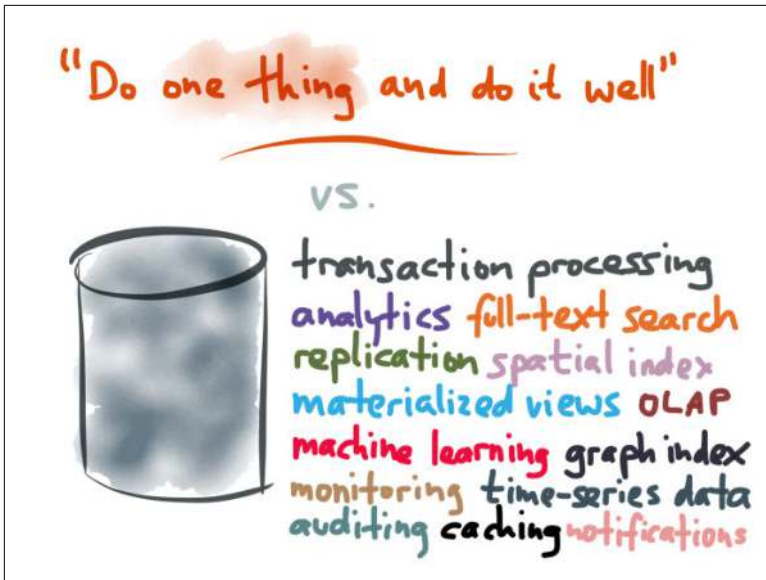 "Do one thing and do it well"
vs.
transaction processing
analytics full-text search
replication spatial index
materialized views OLAP
machine learning graph index
monitoring time-series data
auditing caching notifications